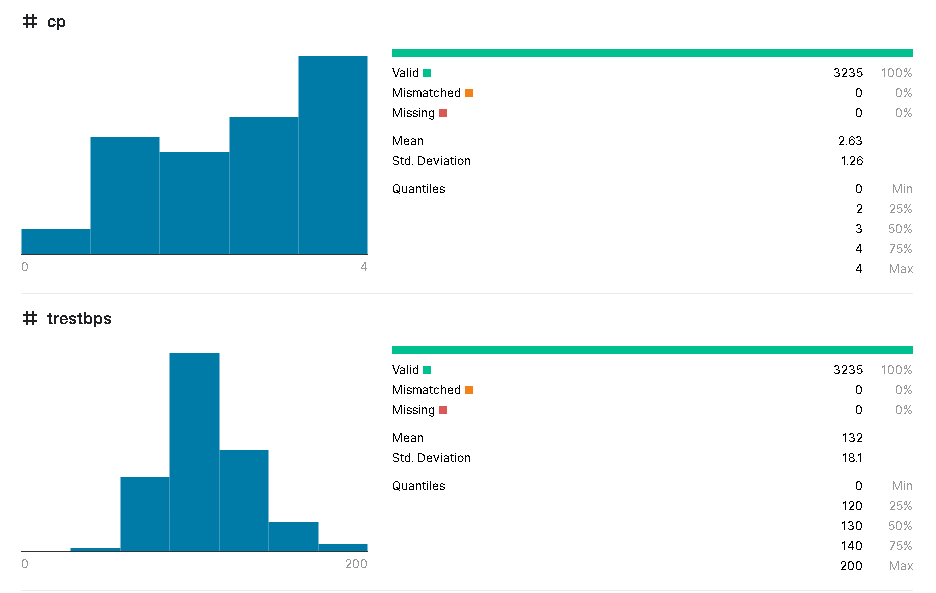 # cp
Valid 3235 100%
Mismatched 0 0%
Missing 0 0%
Mean 2.63
Std. Deviation 1.26
Quantiles 0 Min
2 25%
3 50%
4 75%
4 Max
0 4
# trestbps
Valid 3235 100%
Mismatched 0 0%
Missing 0 0%
Mean 132
Std. Deviation 18.1
Quantiles 0 Min
120 25%
130 50%
140 75%
200 Max
0 200